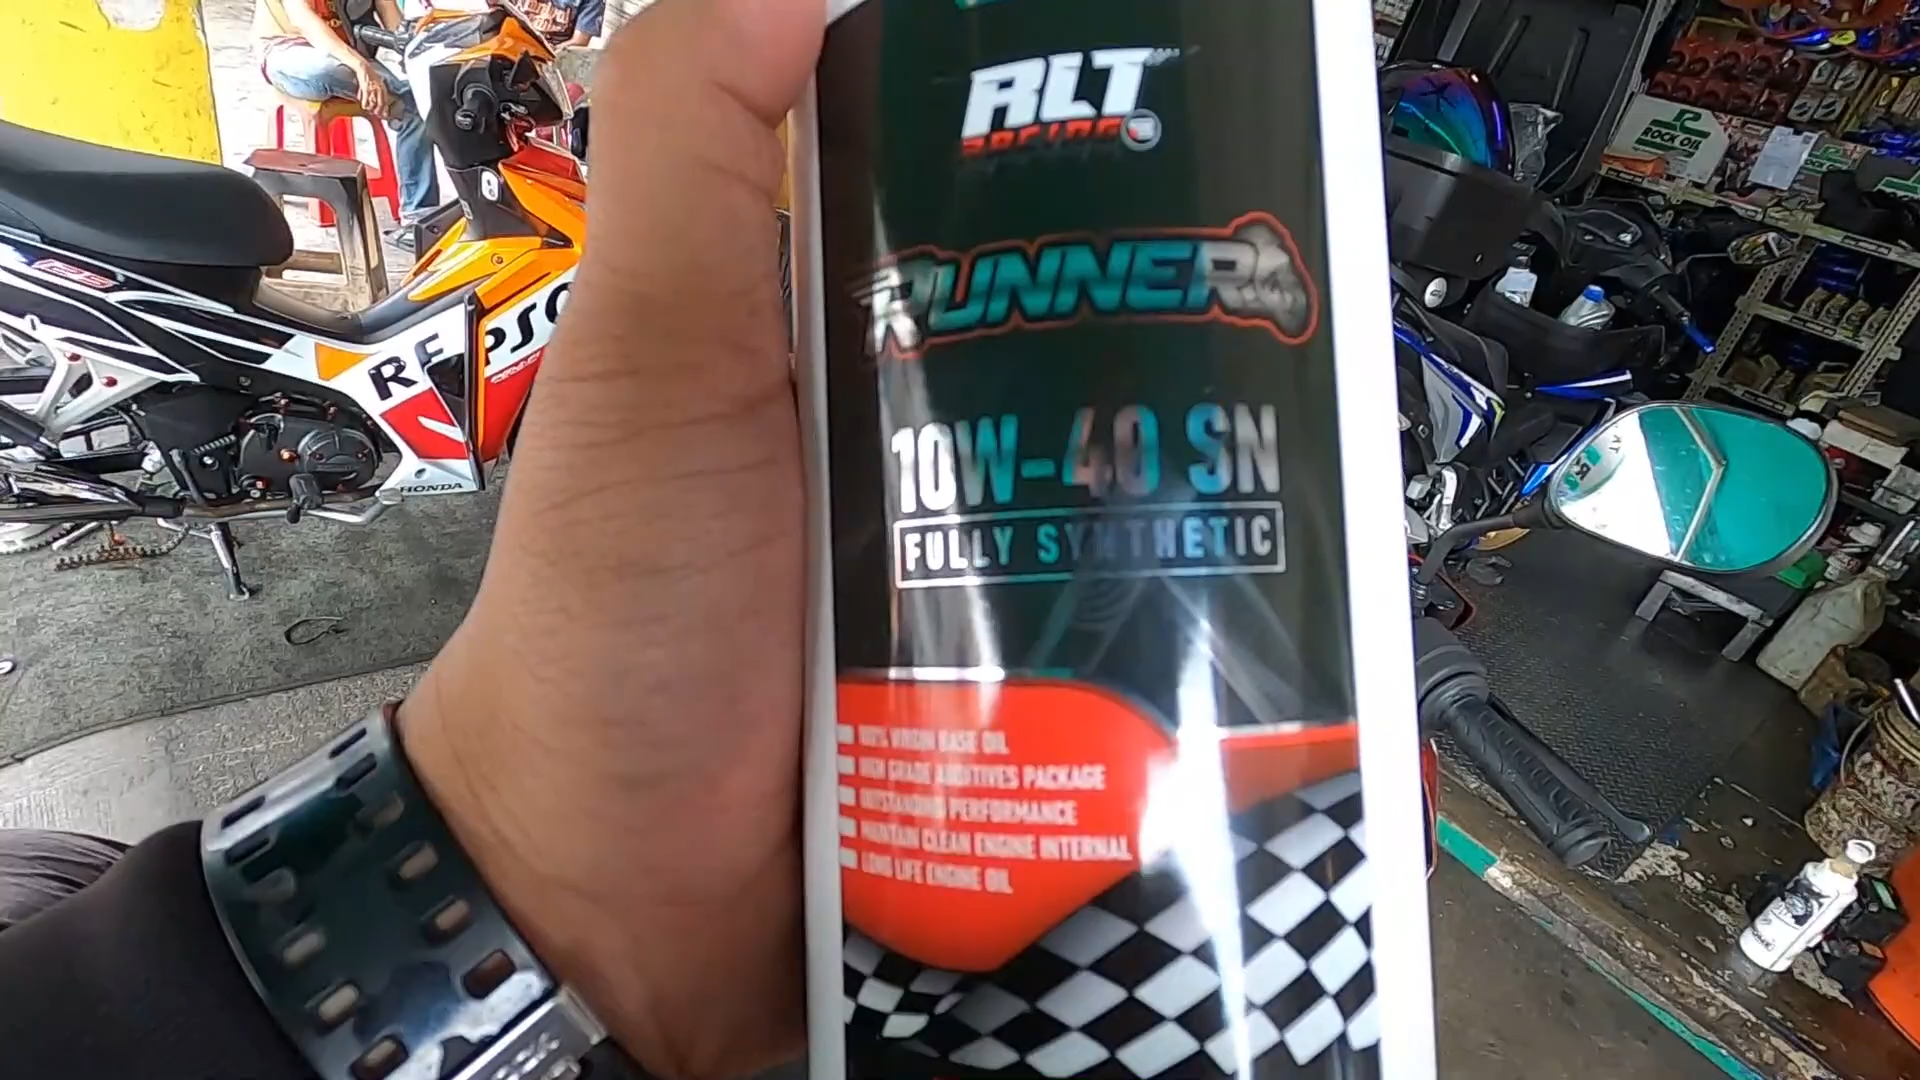 RLT
RACING
RUNNER
10W-40 SN
FULLY SYNTHETIC
100% VIRGIN BASE OIL
HIGH GRADE ADDITIVES PACKAGE
OUTSTANDING PERFORMANCE
MAINTAIN CLEAN ENGINE INTERNAL
LONG LIFE ENGINE OIL
125
HONDA
ROCK OIL